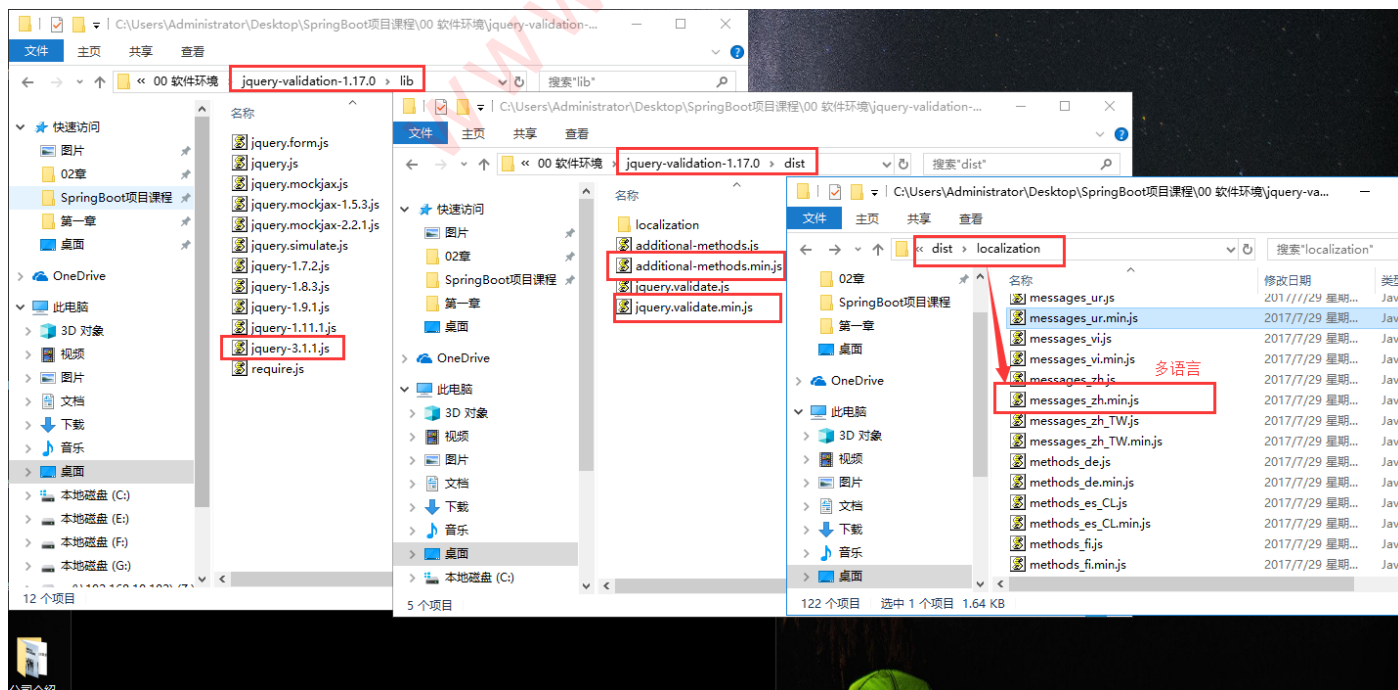 C:\Users\Administrator\Desktop\SpringBoot项目课程\00 软件环境\jquery-validation-...
文件 主页 共享 查看
« 00 软件环境 jquery-validation-1.17.0 › lib 搜索"lib"
快速访问
图片
02章
SpringBoot项目课程
第一章
桌面
OneDrive
此电脑
3D 对象
视频
图片
文档
下载
音乐
桌面
本地磁盘 (C:)
本地磁盘 (E:)
本地磁盘 (F:)
本地磁盘 (G:)
名称
jquery.form.js
jquery.js
jquery.mockjax.js
jquery.mockjax-1.5.3.js
jquery.mockjax-2.2.1.js
jquery.simulate.js
jquery-1.7.2.js
jquery-1.8.3.js
jquery-1.9.1.js
jquery-1.11.1.js
jquery-3.1.1.js
require.js
12 个项目
C:\Users\Administrator\Desktop\SpringBoot项目课程\00 软件环境\jquery-validation-...
文件 主页 共享 查看
« 00 软件环境 › jquery-validation-1.17.0 › dist 搜索"dist"
快速访问
图片
02章
SpringBoot项目课程
第一章
桌面
OneDrive
此电脑
3D 对象
视频
图片
文档
下载
音乐
桌面
本地磁盘 (C:)
名称
localization
additional-methods.js
additional-methods.min.js
jquery.validate.js
jquery.validate.min.js
5 个项目
C:\Users\Administrator\Desktop\SpringBoot项目课程\00 软件环境\jquery-va...
文件 主页 共享 查看
« dist › localization 搜索"localization"
02章
SpringBoot项目课程
第一章
桌面
OneDrive
此电脑
3D 对象
视频
图片
文档
下载
音乐
桌面
名称 修改日期
messages_ur.js 2017/7/29 星期... Jav
messages_ur.min.js 2017/7/29 星期... Jav
messages_vi.js 2017/7/29 星期... Jav
messages_vi.min.js 2017/7/29 星期... Jav
messages_zh.js 2017/7/29 星期... Jav
messages_zh.min.js 2017/7/29 星期... Jav
messages_zh_TW.js 2017/7/29 星期... Jav
messages_zh_TW.min.js 2017/7/29 星期... Jav
methods_de.js 2017/7/29 星期... Jav
methods_de.min.js 2017/7/29 星期... Jav
methods_es_CL.js 2017/7/29 星期... Jav
methods_es_CL.min.js 2017/7/29 星期... Jav
methods_fi.js 2017/7/29 星期... Jav
methods_fi.min.js 2017/7/29 星期... Jav
多语言
122 个项目 选中 1 个项目 1.64 KB
www